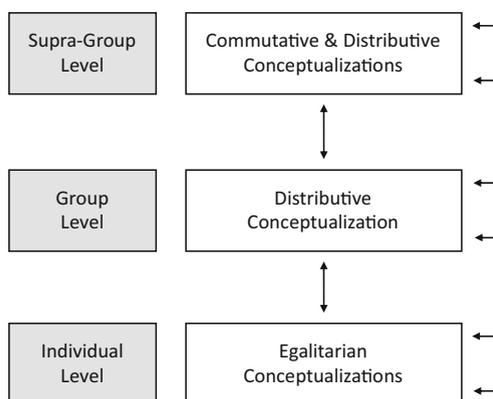 Supra-Group
Level
Commutative & Distributive
Conceptualizations
Group
Level
Distributive
Conceptualization
Individual
Level
Egalitarian
Conceptualizations